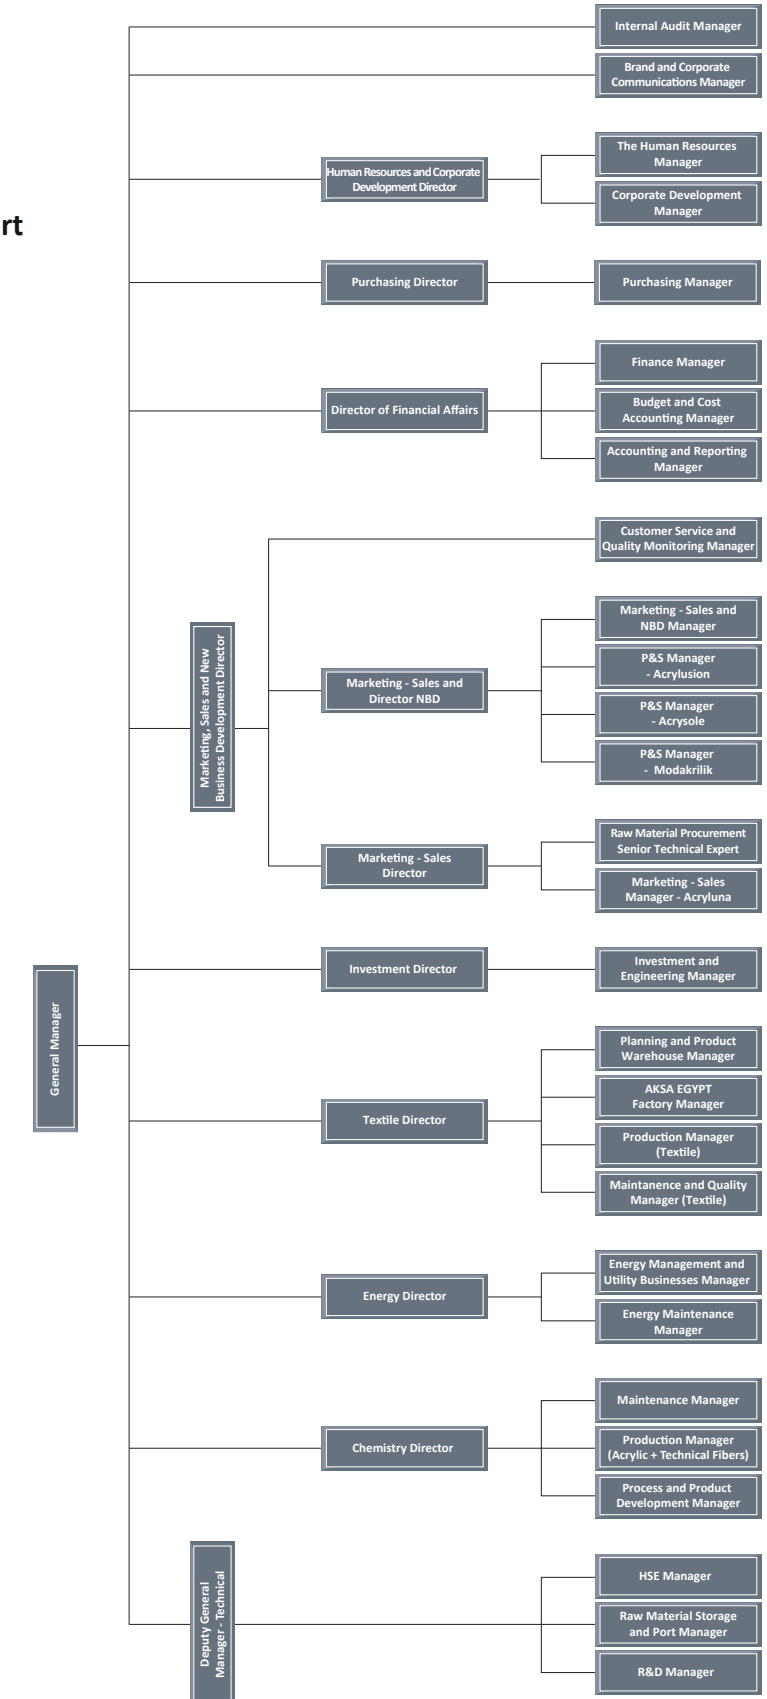 Internal Audit Manager
Brand and Corporate
Communications Manager
The Human Resources
Manager
Human Resources and Corporate
Development Director
Corporate Development
Manager
rt
Purchasing Director
Purchasing Manager
Finance Manager
Director of Financial Affairs
Budget and Cost
Accounting Manager
Accounting and Reporting
Manager
Customer Service and
Quality Monitoring Manager
Marketing, Sales and New
Business Development Director
Marketing - Sales and
Director NBD
Marketing - Sales and
NBD Manager
P&S Manager
- Acrylusion
P&S Manager
- Acrysole
P&S Manager
- Modakrilik
Marketing - Sales
Director
Raw Material Procurement
Senior Technical Expert
Marketing - Sales
Manager - Acryluna
General Manager
Investment Director
Investment and
Engineering Manager
Textile Director
Planning and Product
Warehouse Manager
AKSA EGYPT
Factory Manager
Production Manager
(Textile)
Maintanence and Quality
Manager (Textile)
Energy Director
Energy Management and
Utility Businesses Manager
Energy Maintenance
Manager
Chemistry Director
Maintenance Manager
Production Manager
(Acrylic + Technical Fibers)
Process and Product
Development Manager
Deputy General
Manager - Technical
HSE Manager
Raw Material Storage
and Port Manager
R&D Manager